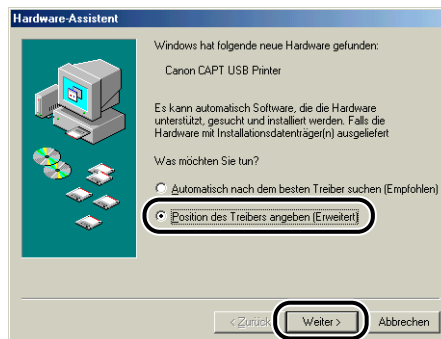 Hardware-Assistent
Windows hat folgende neue Hardware gefunden:
Canon CAPT USB Printer
Es kann automatisch Software, die die Hardware
unterstützt, gesucht und installiert werden. Falls die
Hardware mit Installationsdatenträger(n) ausgeliefert
Was möchten Sie tun?
Automatisch nach dem besten Treiber suchen (Empfohlen)
Position des Treibers angeben (Erweitert)
< Zurück Weiter > Abbrechen